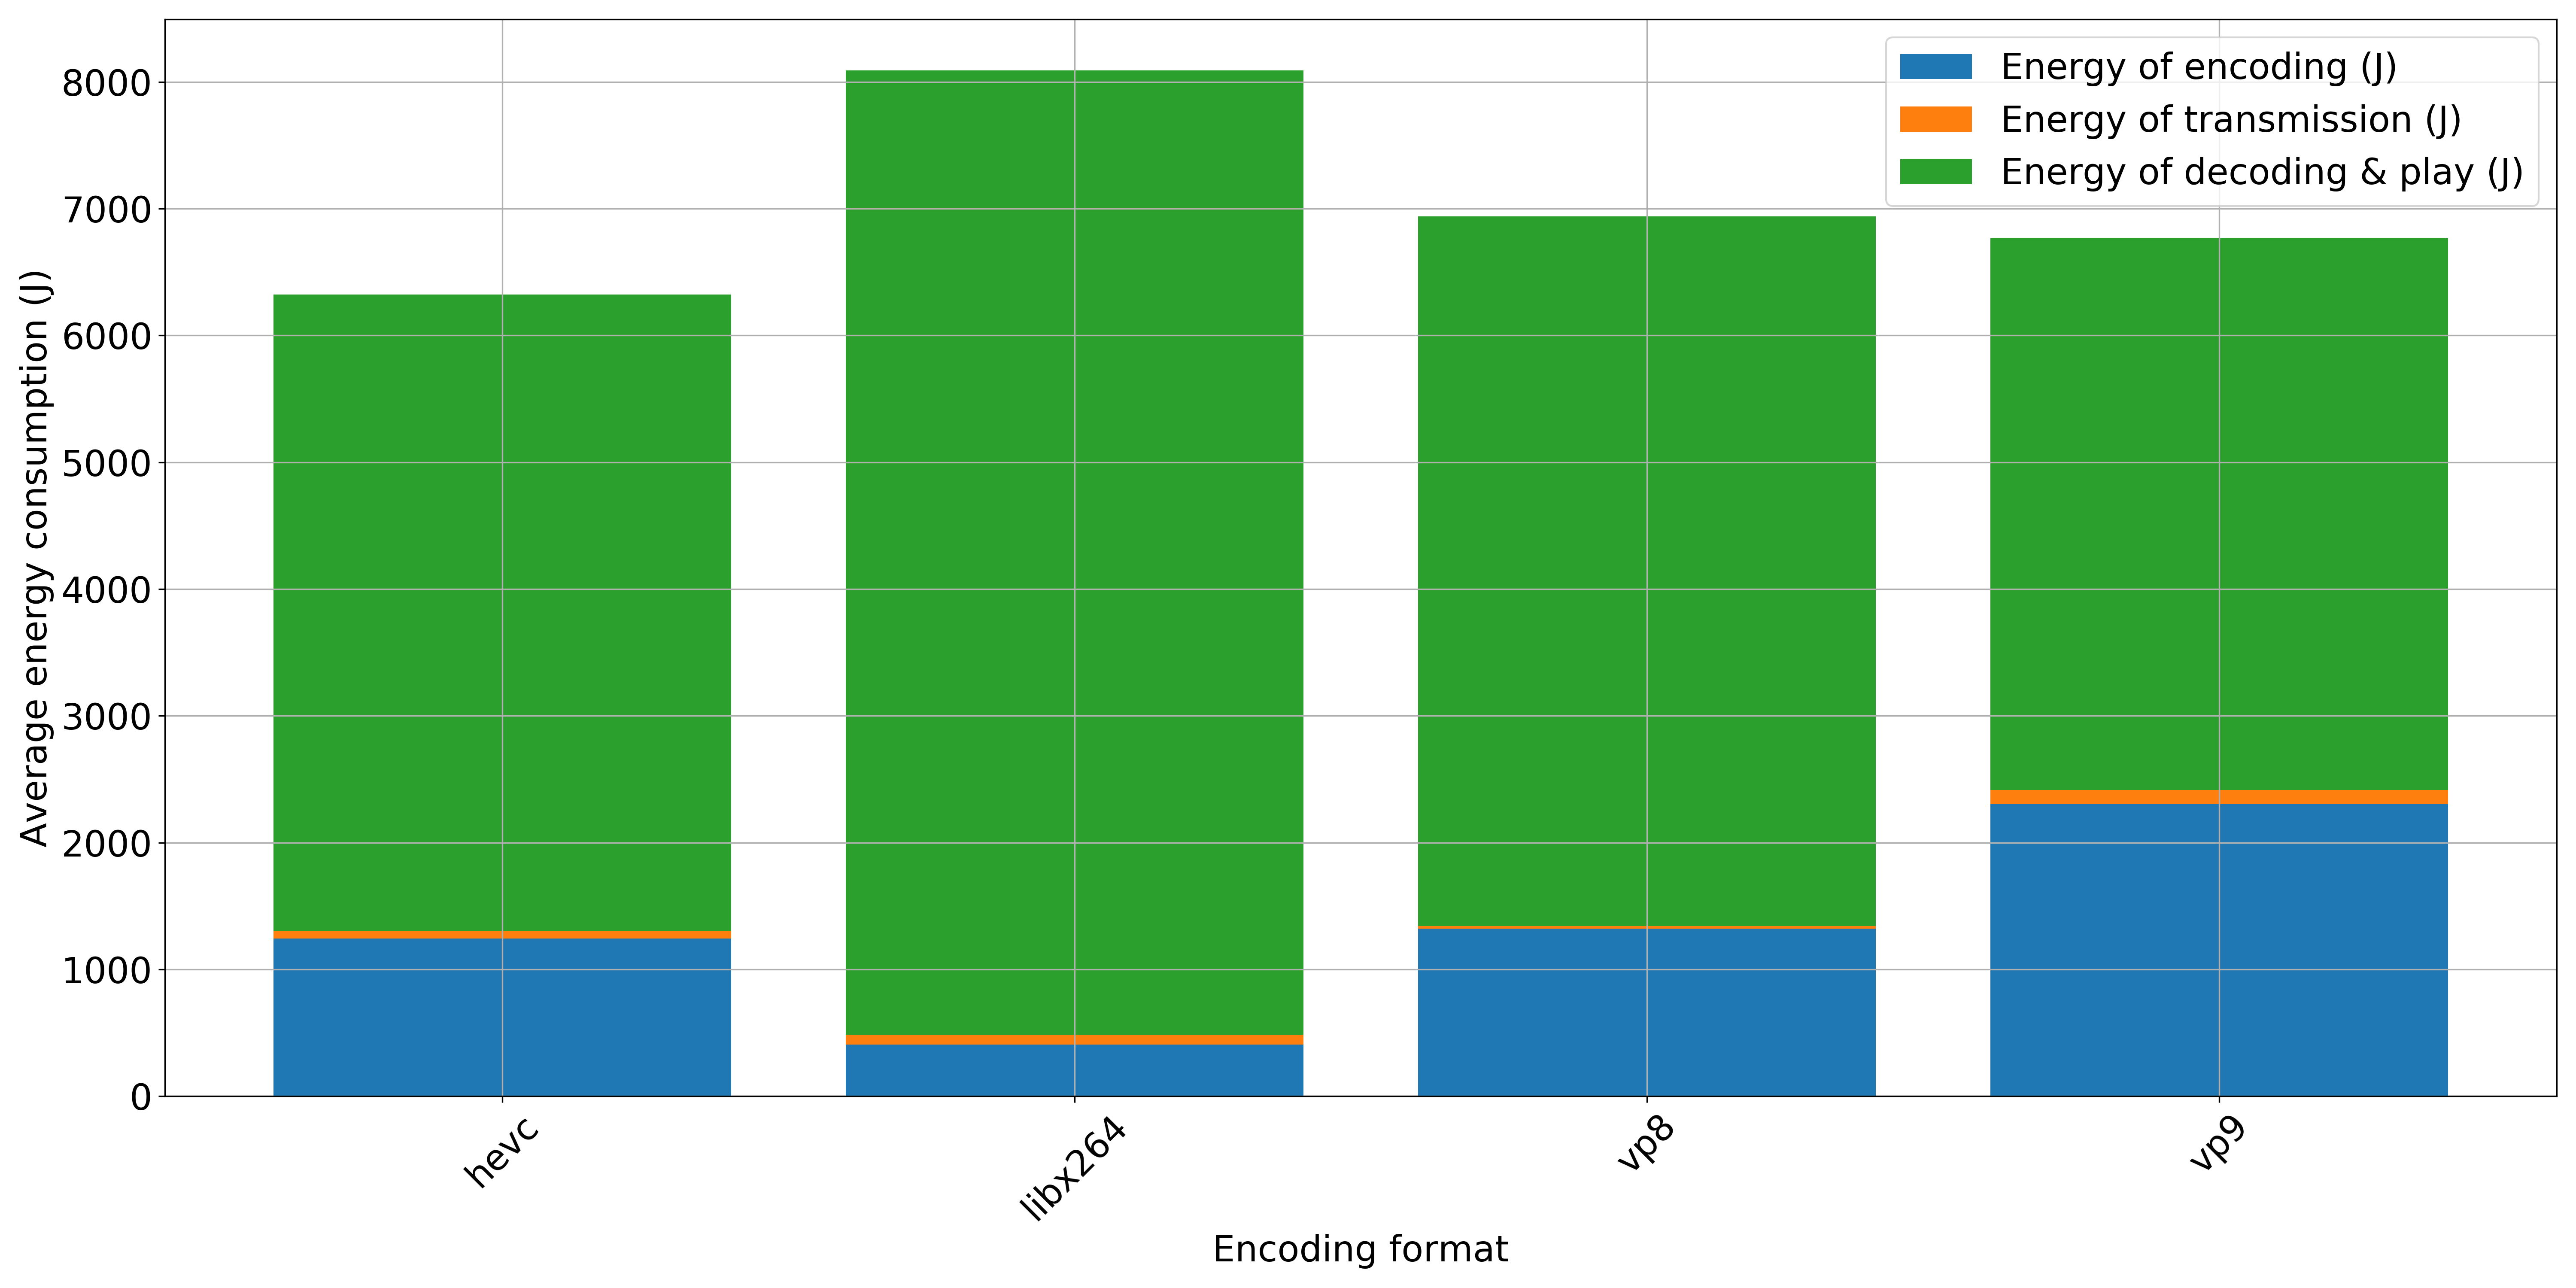 Energy of encoding (J)
Energy of transmission (J)
Energy of decoding & play (J)
Average energy consumption (J)
8000
7000
6000
5000
4000
3000
2000
1000
0
hevc
libx264
vp8
vp9
Encoding format